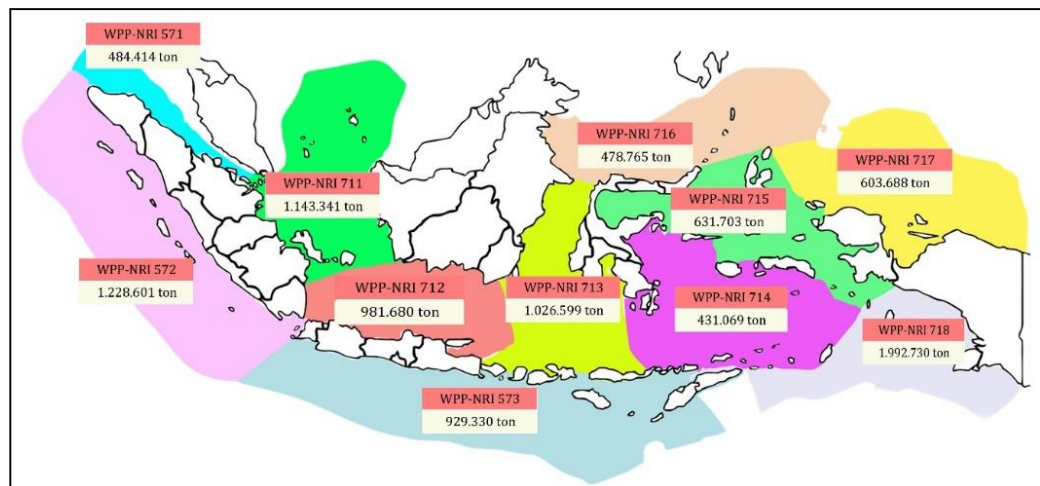 WPP-NRI 571
484.414 ton
WPP-NRI 716
478.765 ton
WPP-NRI 717
603.688 ton
WPP-NRI 711
1.143.341 ton
WPP-NRI 715
631.703 ton
WPP-NRI 572
1.228.601 ton
WPP-NRI 712
981.680 ton
WPP-NRI 713
1.026.599 ton
WPP-NRI 714
431.069 ton
WPP-NRI 718
1.992.730 ton
WPP-NRI 573
929.330 ton